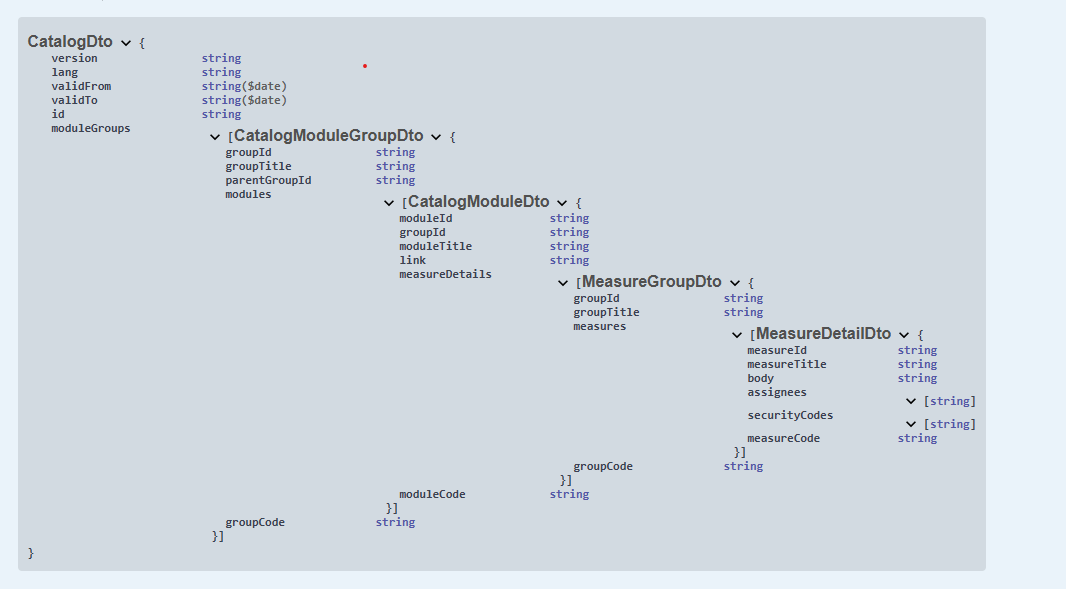 CatalogDto {
version string
lang string
validFrom string($date)
validTo string($date)
id string
moduleGroups
[CatalogModuleGroupDto {
groupId string
groupTitle string
parentGroupId string
modules
[CatalogModuleDto {
moduleId string
groupId string
moduleTitle string
link string
measureDetails
[MeasureGroupDto {
groupId string
groupTitle string
measures
[MeasureDetailDto {
measureId string
measureTitle string
body string
assignees
[string]
securityCodes
[string]
measureCode string
}]
groupCode string
}]
moduleCode string
}]
groupCode string
}]
}